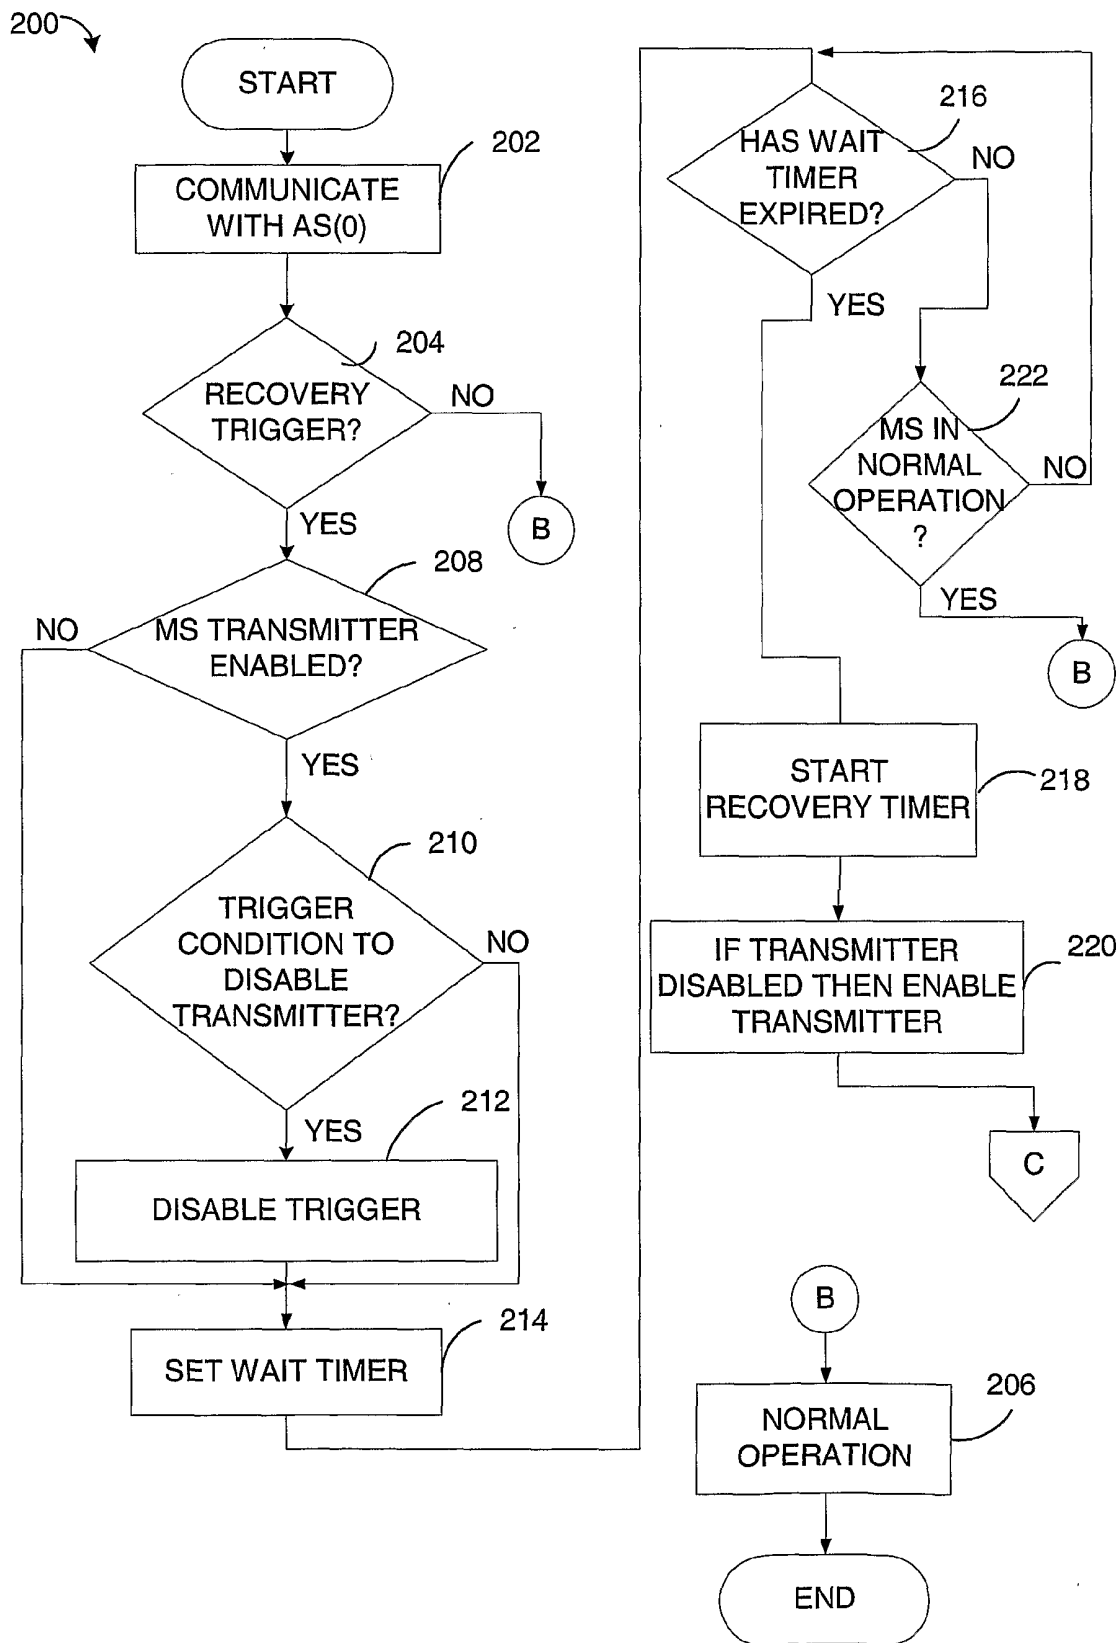 200
START
202
COMMUNICATE
WITH AS(0)
204
RECOVERY
TRIGGER?
NO
B
YES
208
NO
MS TRANSMITTER
ENABLED?
YES
210
TRIGGER
CONDITION TO
DISABLE
TRANSMITTER?
NO
212
YES
DISABLE TRIGGER
214
SET WAIT TIMER
216
HAS WAIT
TIMER
EXPIRED?
NO
YES
222
MS IN
NORMAL
OPERATION
?
NO
YES
B
START
RECOVERY TIMER
218
IF TRANSMITTER
DISABLED THEN ENABLE
TRANSMITTER
220
C
B
206
NORMAL
OPERATION
END